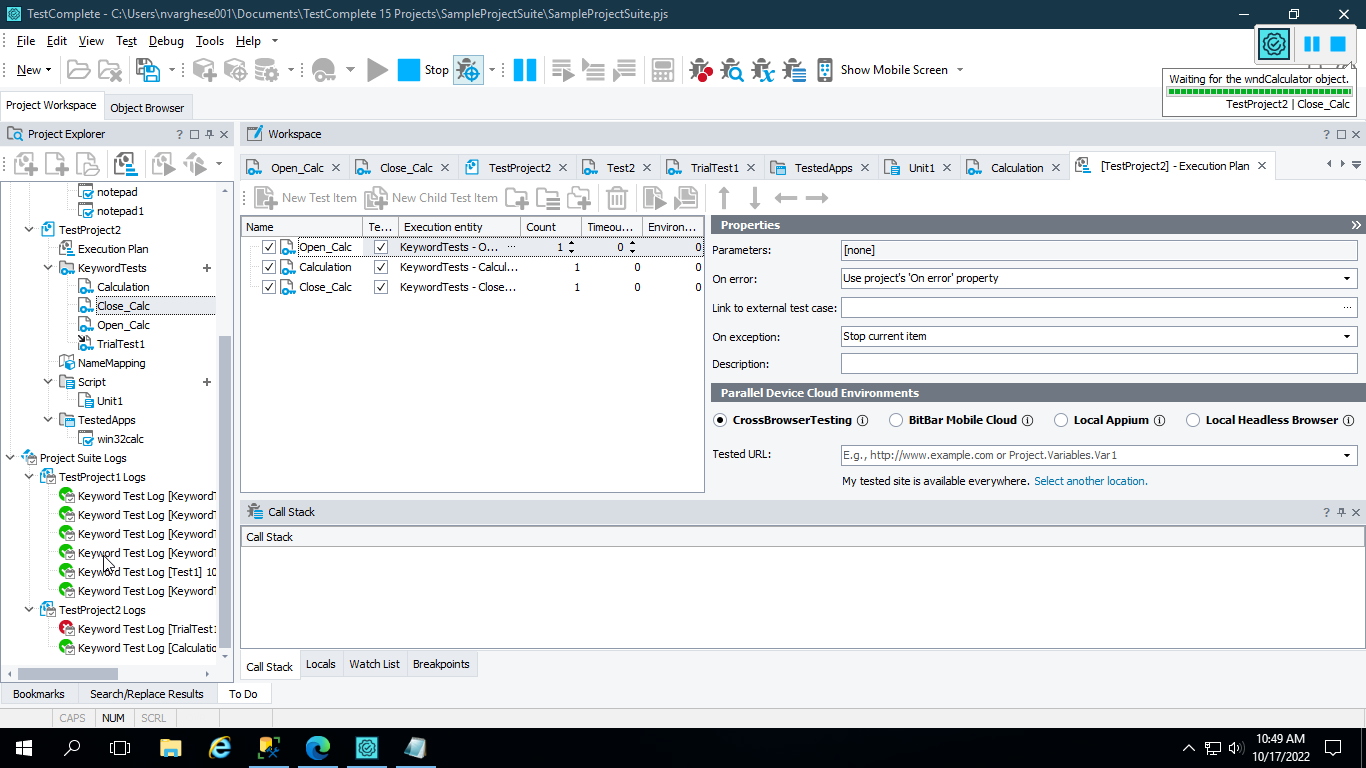 TestComplete - C:\Users\nvarghese001\Documents\TestComplete 15 Projects\SampleProjectSuite\SampleProjectSuite.pjs
File Edit View Test Debug Tools Help
New Stop Show Mobile Screen
Waiting for the wndCalculator object.
TestProject2 | Close_Calc
Project Workspace Object Browser
Project Explorer
notepad
notepad1
TestProject2
Execution Plan
KeywordTests
Calculation
Close_Calc
Open_Calc
TrialTest1
NameMapping
Script
Unit1
TestedApps
win32calc
Project Suite Logs
TestProject1 Logs
Keyword Test Log [KeywordT
Keyword Test Log [KeywordT
Keyword Test Log [KeywordT
Keyword Test Log [KeywordT
Keyword Test Log [Test1] 10
Keyword Test Log [KeywordT
TestProject2 Logs
Keyword Test Log [TrialTest1
Keyword Test Log [Calculatio
Bookmarks Search/Replace Results To Do
Workspace
Open_Calc Close_Calc TestProject2 Test2 TrialTest1 TestedApps Unit1 Calculation [TestProject2] - Execution Plan
New Test Item New Child Test Item
Name Te... Execution entity Count Timeou... Environ...
Open_Calc KeywordTests - O... ... 1 0 0
Calculation KeywordTests - Calcul... 1 0 0
Close_Calc KeywordTests - Close... 1 0 0
Properties
Parameters: [none]
On error: Use project's 'On error' property
Link to external test case: ...
On exception: Stop current item
Description:
Parallel Device Cloud Environments
CrossBrowserTesting BitBar Mobile Cloud Local Appium Local Headless Browser
Tested URL: E.g., http://www.example.com or Project.Variables.Var1
My tested site is available everywhere. Select another location.
Call Stack
Call Stack
Call Stack Locals Watch List Breakpoints
CAPS NUM SCRL
10:49 AM
10/17/2022